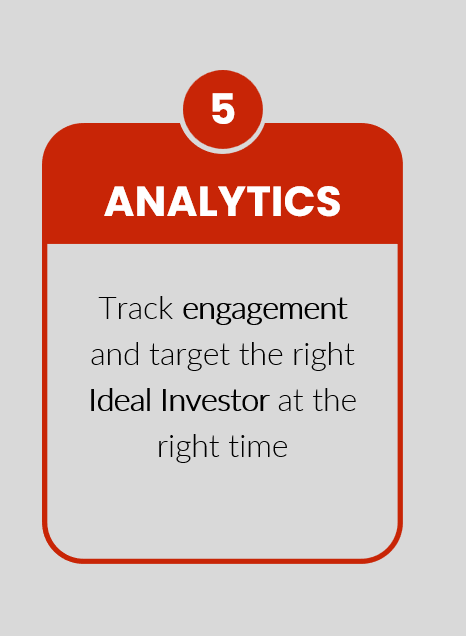 5
ANALYTICS
Track engagement
and target the right
Ideal Investor at the
right time